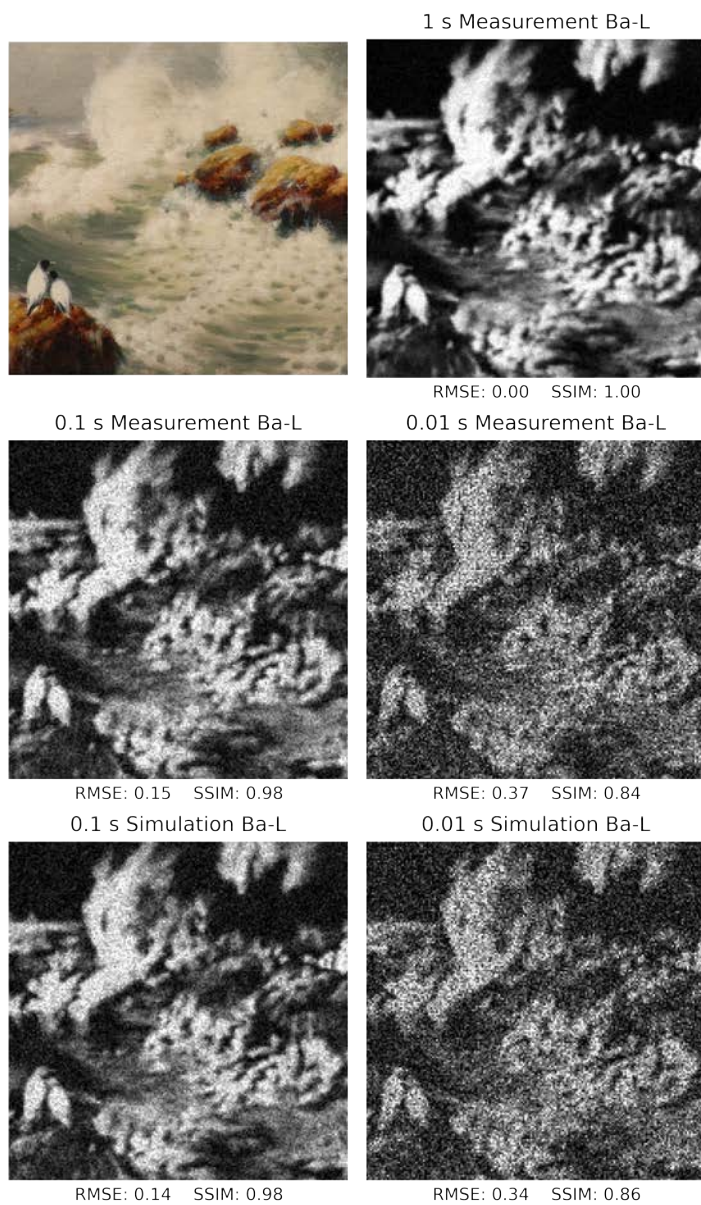 1 s Measurement Ba-L
RMSE: 0.00 SSIM: 1.00
0.1 s Measurement Ba-L
0.01 s Measurement Ba-L
RMSE: 0.15 SSIM: 0.98
RMSE: 0.37 SSIM: 0.84
0.1 s Simulation Ba-L
0.01 s Simulation Ba-L
RMSE: 0.14 SSIM: 0.98
RMSE: 0.34 SSIM: 0.86